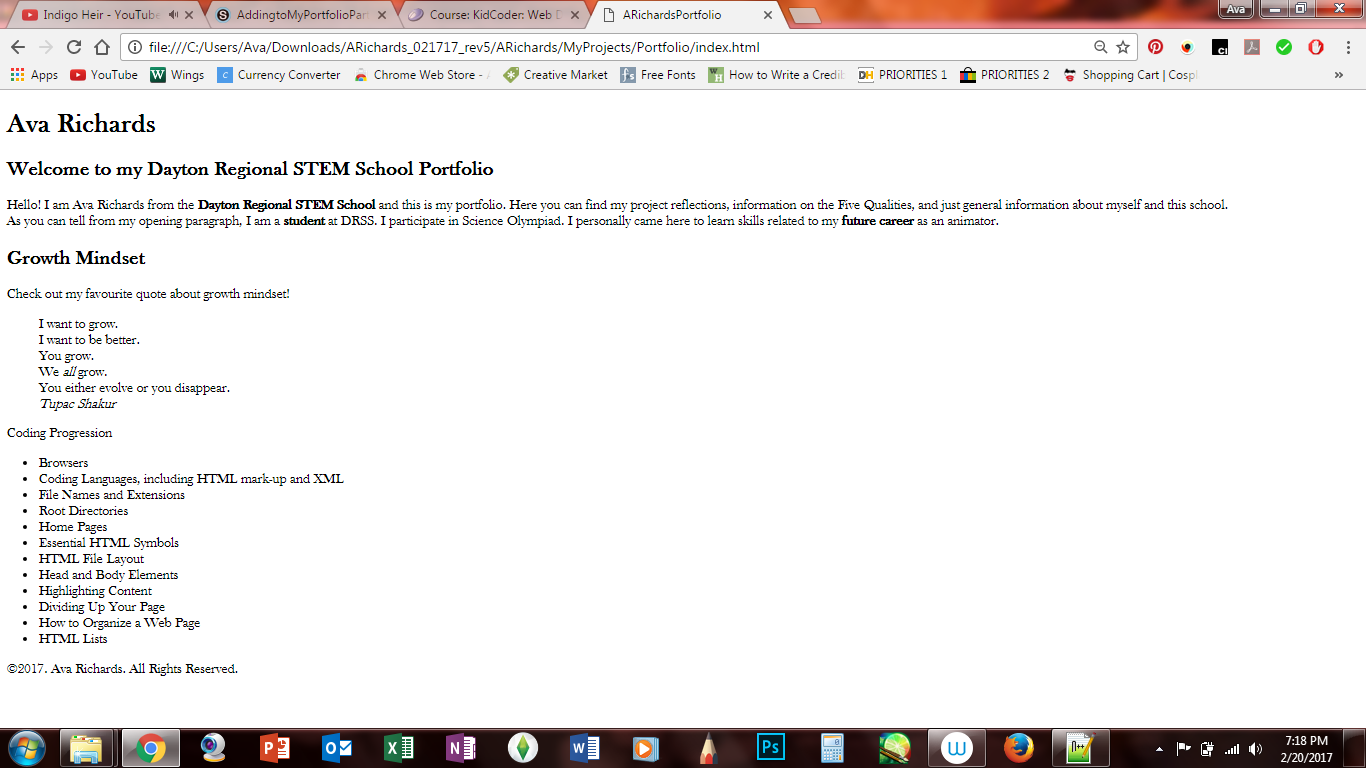 Indigo Heir - YouTube
AddingtoMyPortfolioPar
Course: KidCoder: Web D
ARichardsPortfolio
Ava
file:///C:/Users/Ava/Downloads/ARichards_021717_rev5/ARichards/MyProjects/Portfolio/index.html
Apps YouTube Wings Currency Converter Chrome Web Store - Creative Market Free Fonts How to Write a Credib PRIORITIES 1 PRIORITIES 2 Shopping Cart | Cosp »
Ava Richards
Welcome to my Dayton Regional STEM School Portfolio
Hello! I am Ava Richards from the Dayton Regional STEM School and this is my portfolio. Here you can find my project reflections, information on the Five Qualities, and just general information about myself and this school.
As you can tell from my opening paragraph, I am a student at DRSS. I participate in Science Olympiad. I personally came here to learn skills related to my future career as an animator.
Growth Mindset
Check out my favourite quote about growth mindset!
I want to grow.
I want to be better.
You grow.
We all grow.
You either evolve or you disappear.
Tupac Shakur
Coding Progression
• Browsers
• Coding Languages, including HTML mark-up and XML
• File Names and Extensions
• Root Directories
• Home Pages
• Essential HTML Symbols
• HTML File Layout
• Head and Body Elements
• Highlighting Content
• Dividing Up Your Page
• How to Organize a Web Page
• HTML Lists
©2017. Ava Richards. All Rights Reserved.
7:18 PM
2/20/2017